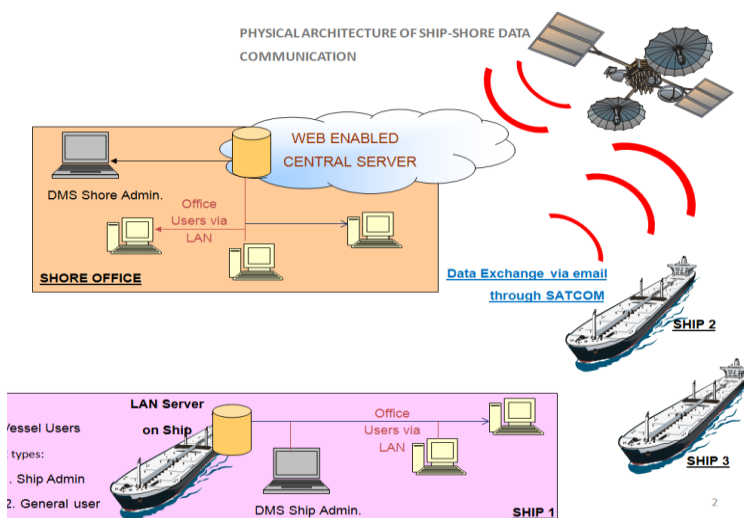 PHYSICAL ARCHITECTURE OF SHIP-SHORE DATA
COMMUNICATION
WEB ENABLED
CENTRAL SERVER
DMS Shore Admin.
Office
Users via
LAN
SHORE OFFICE
Data Exchange via email
through SATCOM
SHIP 2
SHIP 3
LAN Server
on Ship
Vessel Users
types:
. Ship Admin
2. General user
Office
Users via
LAN
DMS Ship Admin.
SHIP 1
2